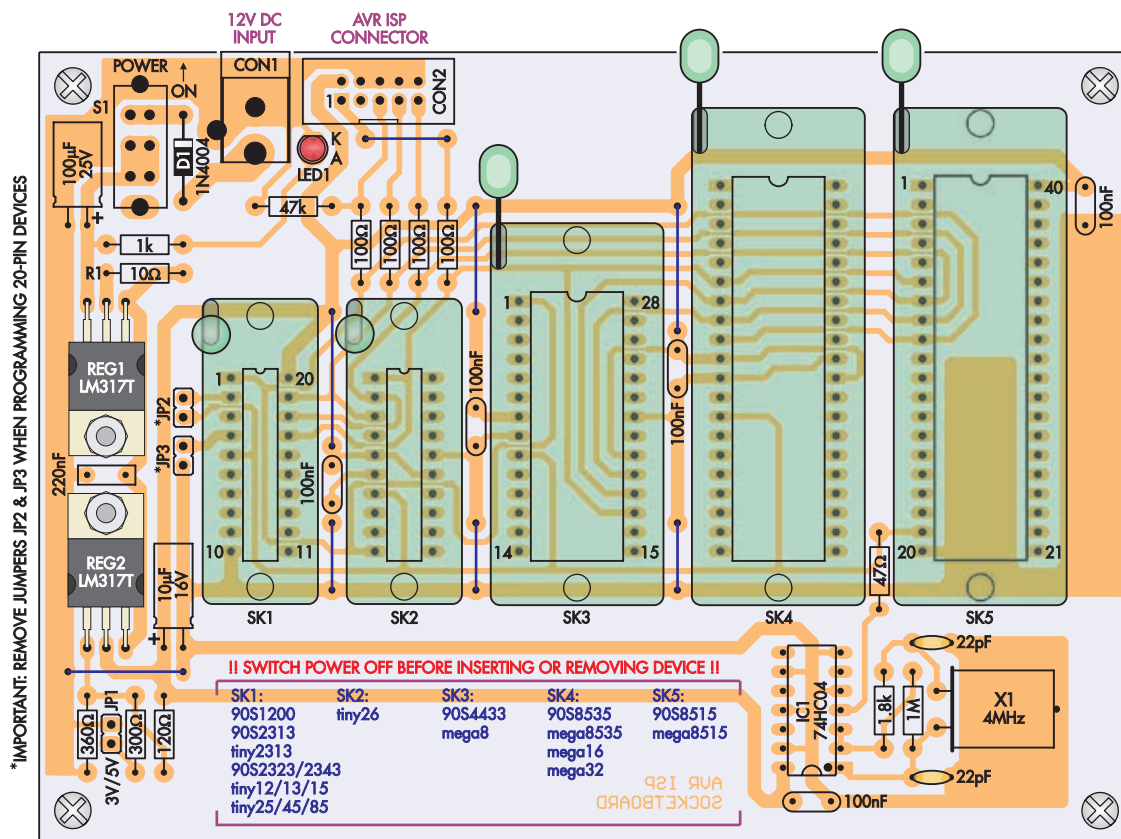 12V DC
INPUT
AVR ISP
CONNECTOR
POWER
ON
S1
CON1
CON2
1
K
A
LED1
D1
1N4004
100µF
25V
+
47k
1k
R1
10Ω
100Ω
100Ω
100Ω
100Ω
REG1
LM317T
220nF
REG2
LM317T
10µF
16V
+
*JP2
*JP3
1
20
10
11
SK1
100nF
SK2
100nF
1
28
14
15
SK3
100nF
SK4
1
40
20
21
SK5
100nF
47Ω
*IMPORTANT: REMOVE JUMPERS JP2 & JP3 WHEN PROGRAMMING 20-PIN DEVICES
!! SWITCH POWER OFF BEFORE INSERTING OR REMOVING DEVICE !!
SK1:
90S1200
90S2313
tiny2313
90S2323/2343
tiny12/13/15
tiny25/45/85
SK2:
tiny26
SK3:
90S4433
mega8
SK4:
90S8535
mega8535
mega16
mega32
SK5:
90S8515
mega8515
AVR ISP
SOCKETBOARD
360Ω
JP1
3V/5V
300Ω
120Ω
IC1
74HC04
1.8k
1M
22pF
X1
4MHz
22pF
100nF